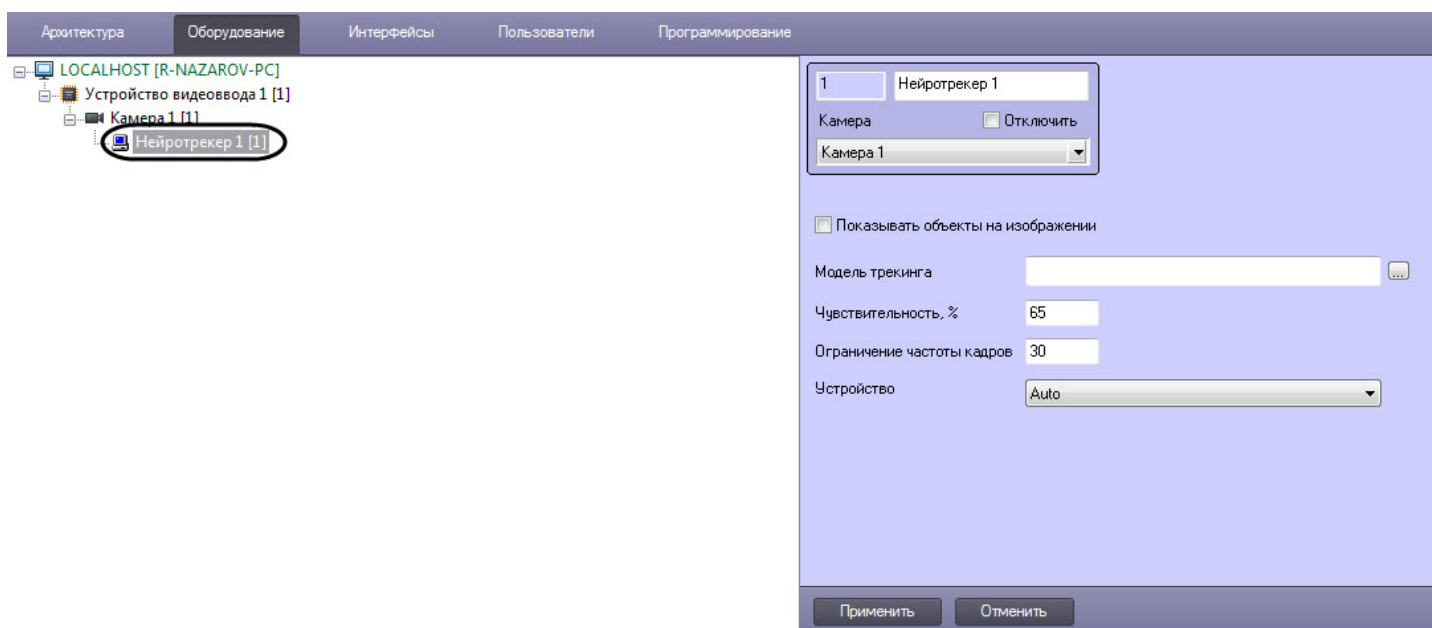 Архитектура Оборудование Интерфейсы Пользователи Программирование
LOCALHOST [R-NAZAROV-PC]
Устройство видеоввода 1 [1]
Камера 1 [1]
Нейротрекер 1 [1]
1 Нейротрекер 1
Камера Отключить
Камера 1
Показывать объекты на изображении
Модель трекинга ...
Чувствительность, % 65
Ограничение частоты кадров 30
Устройство Auto
Применить Отменить